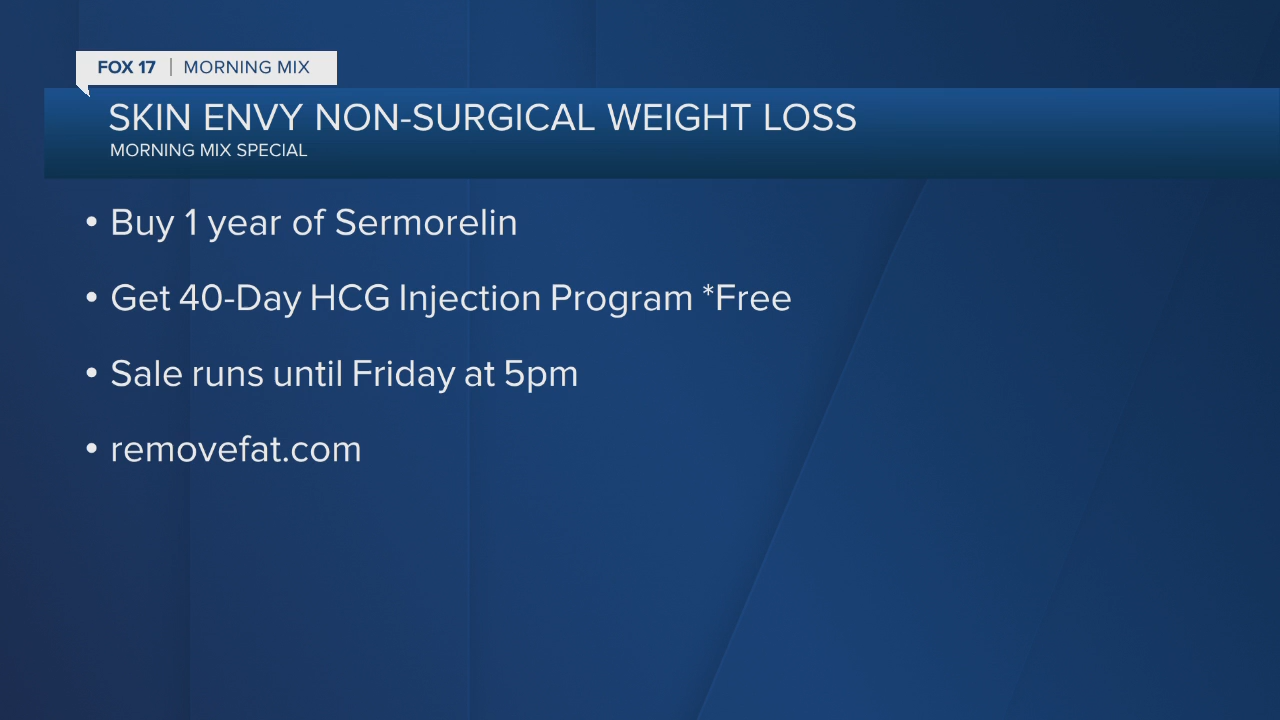 FOX 17 | MORNING MIX
SKIN ENVY NON-SURGICAL WEIGHT LOSS
MORNING MIX SPECIAL
• Buy 1 year of Sermorelin
• Get 40-Day HCG Injection Program *Free
• Sale runs until Friday at 5pm
• removefat.com